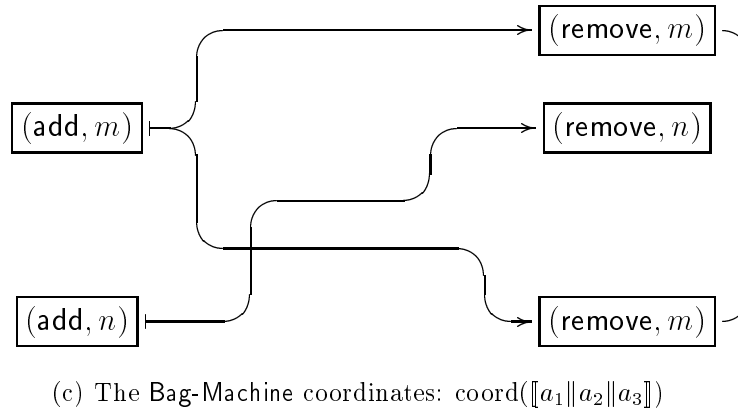 (remove, m)
(add, m)
(remove, n)
(add, n)
(remove, m)
(c) The Bag-Machine coordinates: coord(⟦a₁∥a₂∥a₃⟧)